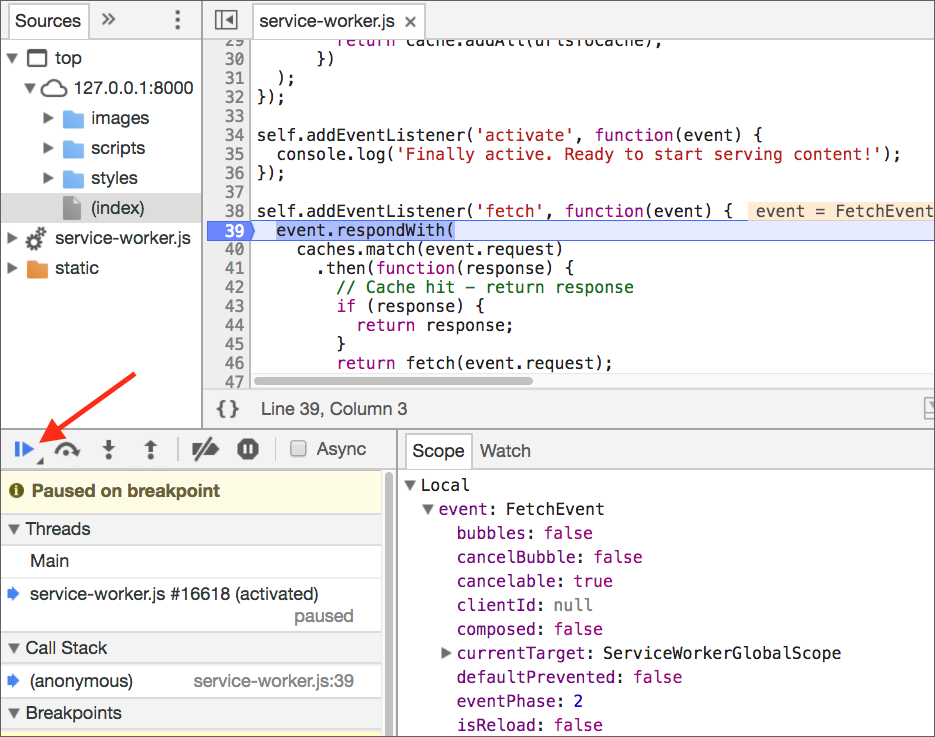 Sources »
service-worker.js ×
top
127.0.0.1:8000
images
scripts
styles
(index)
service-worker.js
static
29 return cache.addAll(urlsToCache);
30 })
31 );
32 });
33
34 self.addEventListener('activate', function(event) {
35 console.log('Finally active. Ready to start serving content!');
36 });
37
38 self.addEventListener('fetch', function(event) { event = FetchEvent
39 event.respondWith(
40 caches.match(event.request)
41 .then(function(response) {
42 // Cache hit – return response
43 if (response) {
44 return response;
45 }
46 return fetch(event.request);
47
{} Line 39, Column 3
Async
Paused on breakpoint
Threads
Main
service-worker.js #16618 (activated)
paused
Call Stack
(anonymous) service-worker.js:39
Breakpoints
Scope Watch
Local
event: FetchEvent
bubbles: false
cancelBubble: false
cancelable: true
clientId: null
composed: false
currentTarget: ServiceWorkerGlobalScope
defaultPrevented: false
eventPhase: 2
isReload: false